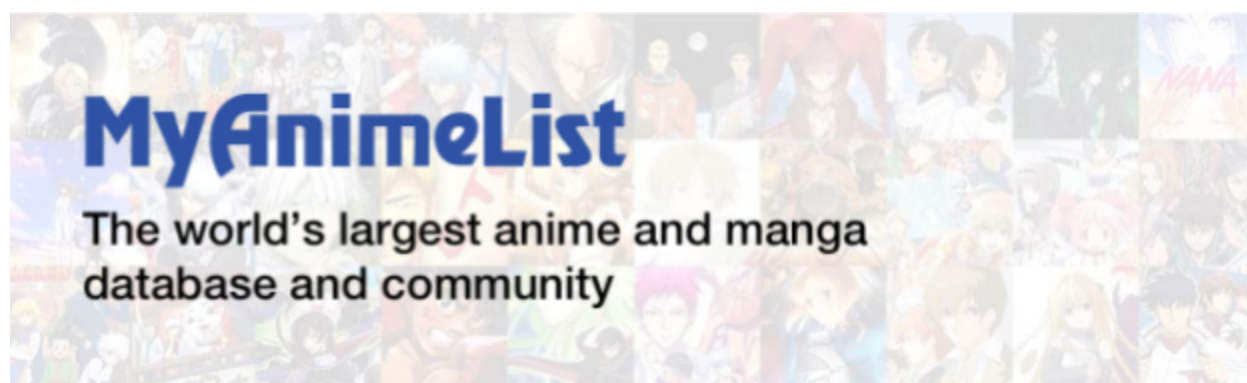 MyAnimeList
NANA
The world's largest anime and manga
database and community